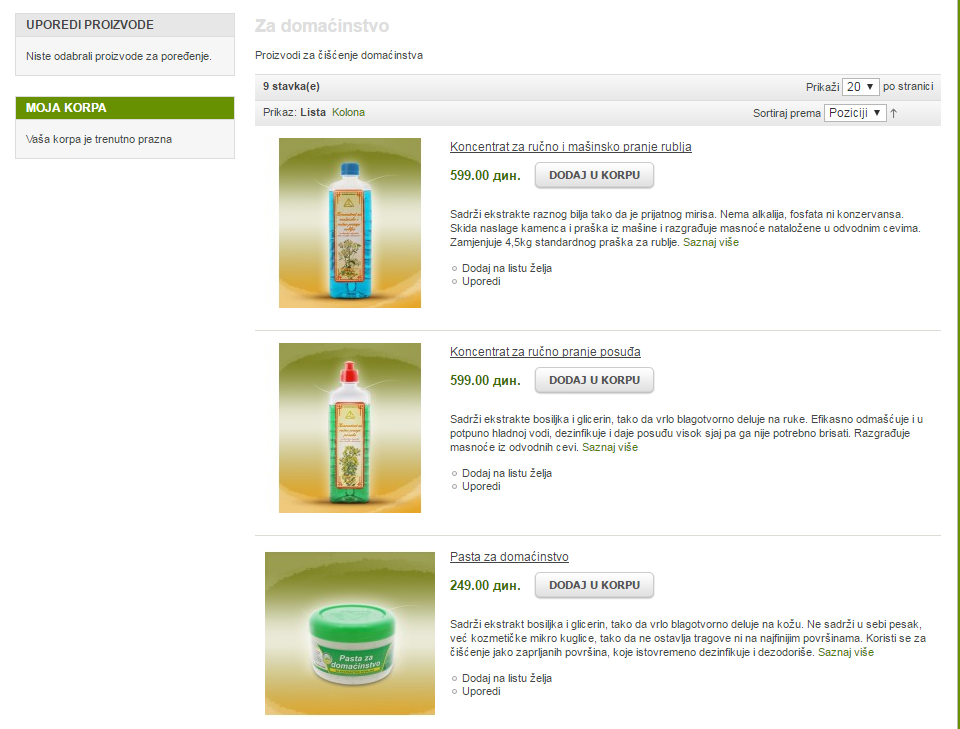 UPOREDI PROIZVODE
Niste odabrali proizvode za poređenje.
MOJA KORPA
Vaša korpa je trenutno prazna
Za domaćinstvo
Proizvodi za čišćenje domaćinstva
9 stavka(e)
Prikaži 20 po stranici
Prikaz: Lista Kolona
Sortiraj prema Poziciji
Koncentrat za ručno i mašinsko pranje rublja
599.00 дин. DODAJ U KORPU
Sadrži ekstrakte raznog bilja tako da je prijatnog mirisa. Nema alkalija, fosfata ni konzervansa.
Skida naslage kamenca i praška iz mašine i razgrađuje masnoće nataložene u odvodnim cevima.
Zamjenjuje 4,5kg standardnog praška za rublje. Saznaj više
Dodaj na listu želja
Uporedi
Koncentrat za ručno pranje posuđa
599.00 дин. DODAJ U KORPU
Sadrži ekstrakte bosiljka i glicerin, tako da vrlo blagotvorno deluje na ruke. Efikasno odmašćuje i u
potpuno hladnoj vodi, dezinfikuje i daje posuđu visok sjaj pa ga nije potrebno brisati. Razgrađuje
masnoće iz odvodnih cevi. Saznaj više
Dodaj na listu želja
Uporedi
Pasta za domaćinstvo
249.00 дин. DODAJ U KORPU
Sadrži ekstrakt bosiljka i glicerin, tako da vrlo blagotvorno deluje na kožu. Ne sadrži u sebi pesak,
već kozmetičke mikro kuglice, tako da ne ostavlja tragove ni na najfinijim površinama. Koristi se za
čišćenje jako zaprljanih površina, koje istovremeno dezinfikuje i dezodoriše. Saznaj više
Dodaj na listu želja
Uporedi
Pasta za
domaćinstvo